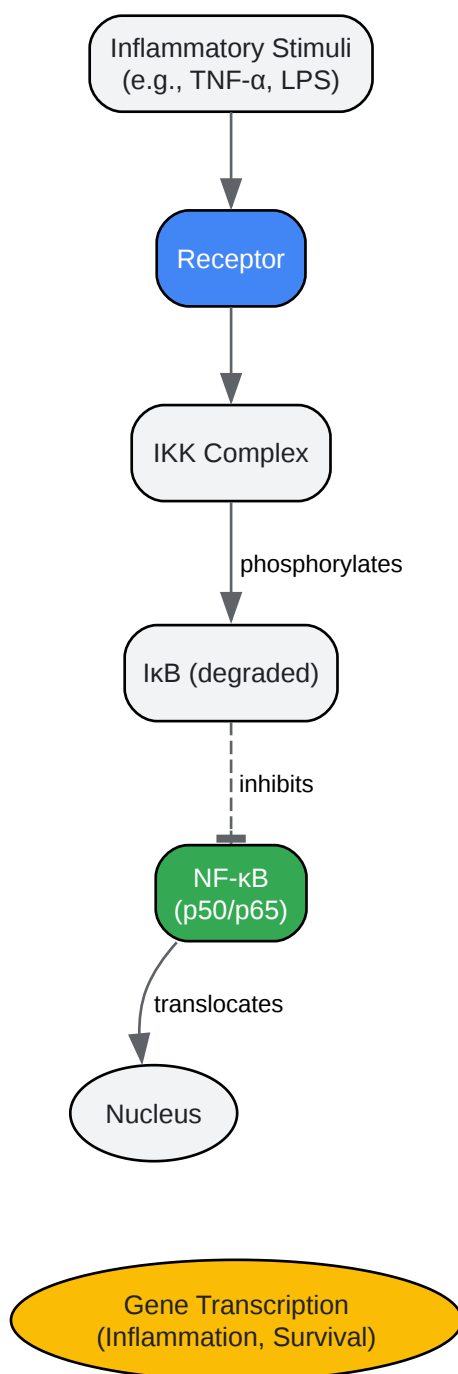 Inflammatory Stimuli
(e.g., TNF-α, LPS)
Receptor
IKK Complex
phosphorylates
IκB (degraded)
inhibits
NF-κB
(p50/p65)
translocates
Nucleus
Gene Transcription
(Inflammation, Survival)